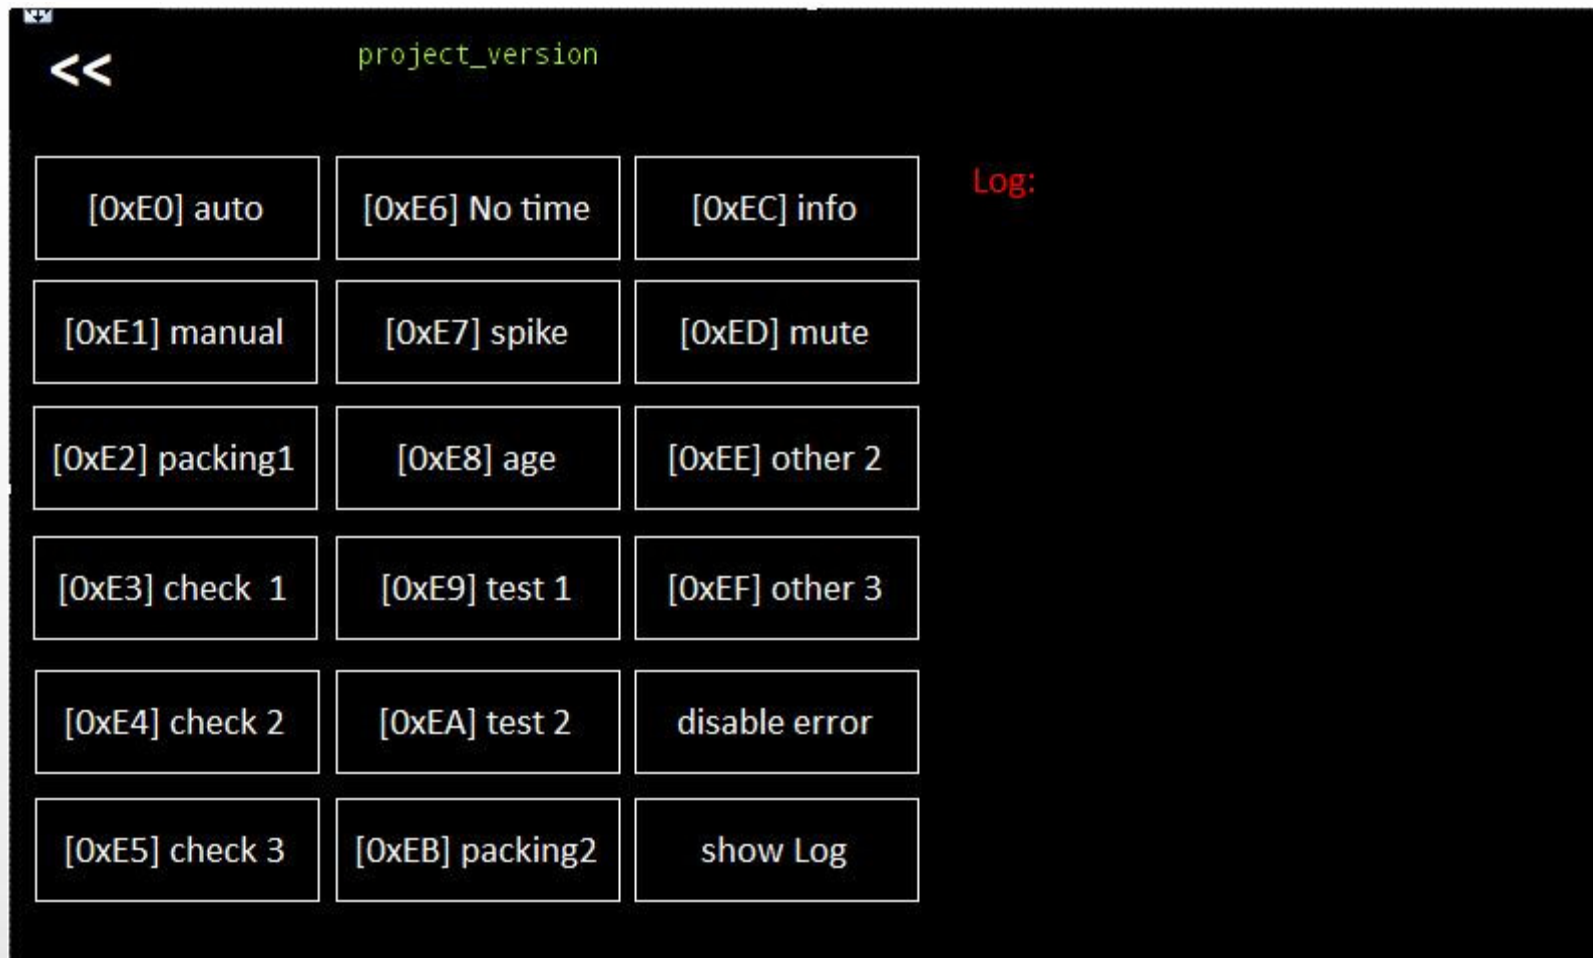 <<
project_version
[0xE0] auto
[0xE6] No time
[0xEC] info
Log:
[0xE1] manual
[0xE7] spike
[0xED] mute
[0xE2] packing1
[0xE8] age
[0xEE] other 2
[0xE3] check  1
[0xE9] test 1
[0xEF] other 3
[0xE4] check 2
[0xEA] test 2
disable error
[0xE5] check 3
[0xEB] packing2
show Log